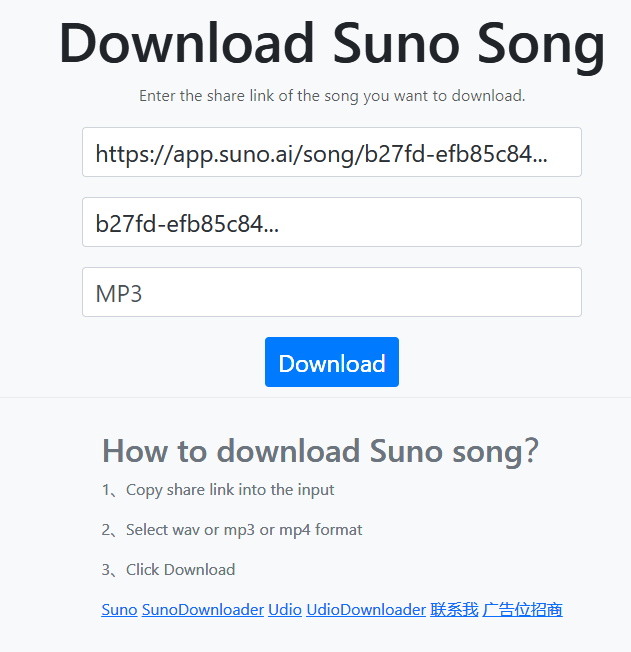 Download Suno Song
Enter the share link of the song you want to download.
https://app.suno.ai/song/b27fd-efb85c84...
b27fd-efb85c84...
MP3
Download
How to download Suno song?
1、Copy share link into the input
2、Select wav or mp3 or mp4 format
3、Click Download
Suno SunoDownloader Udio UdioDownloader 联系我 广告位招商